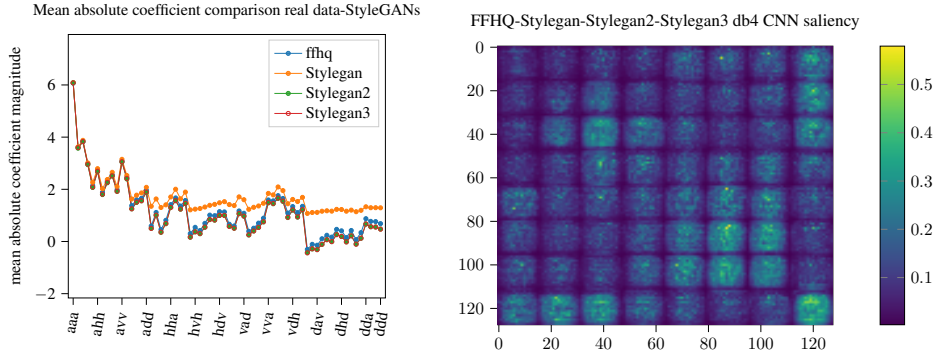 Mean absolute coefficient comparison real data-StyleGANs
mean absolute coefficient magnitude
6
4
2
0
−2
ffhq
Stylegan
Stylegan2
Stylegan3
aaa
ahh
avv
add
hha
hvh
hdv
vad
vva
vdh
dav
dhd
dda
ddd
FFHQ-Stylegan-Stylegan2-Stylegan3 db4 CNN saliency
0
20
40
60
80
100
120
0
20
40
60
80
100
120
0.5
0.4
0.3
0.2
0.1